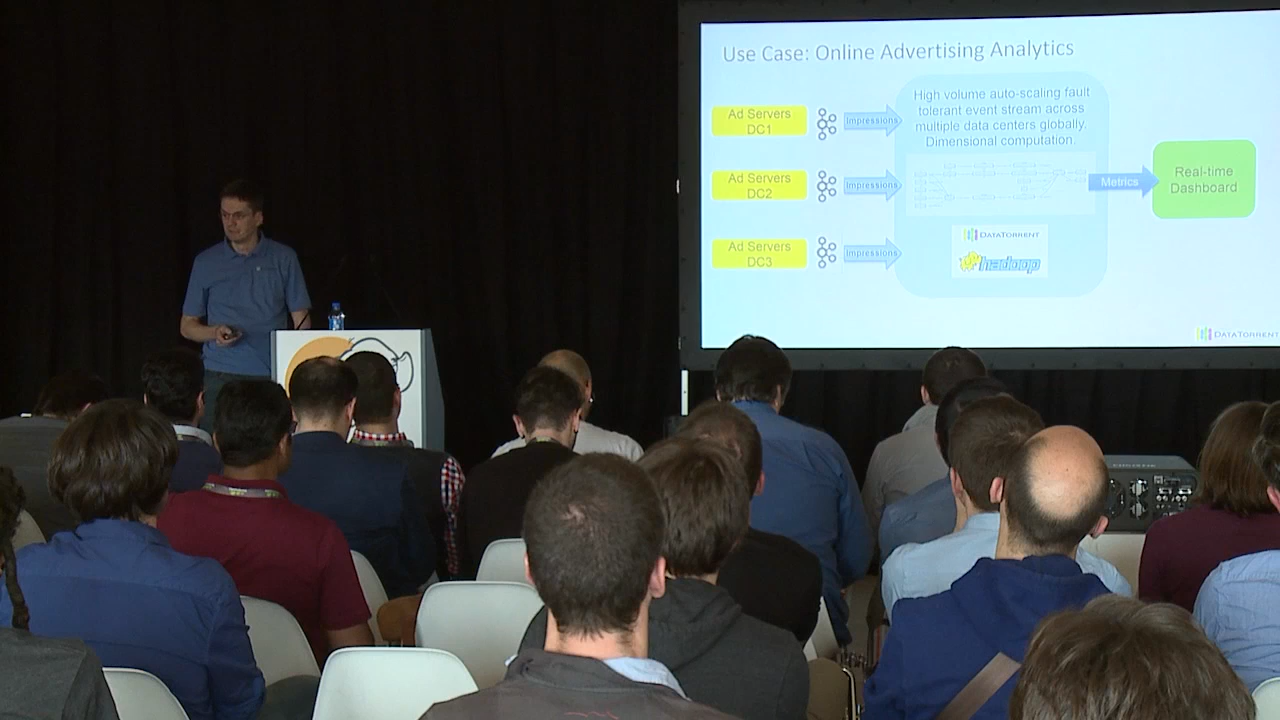 Use Case: Online Advertising Analytics
High volume auto-scaling fault
tolerant event stream across
multiple data centers globally.
Dimensional computation.
Ad Servers
DC1
Impressions
Ad Servers
DC2
Impressions
Metrics
Real-time
Dashboard
Ad Servers
DC3
Impressions
DATATORRENT
hadoop
DATATORRENT
CHRISTIE